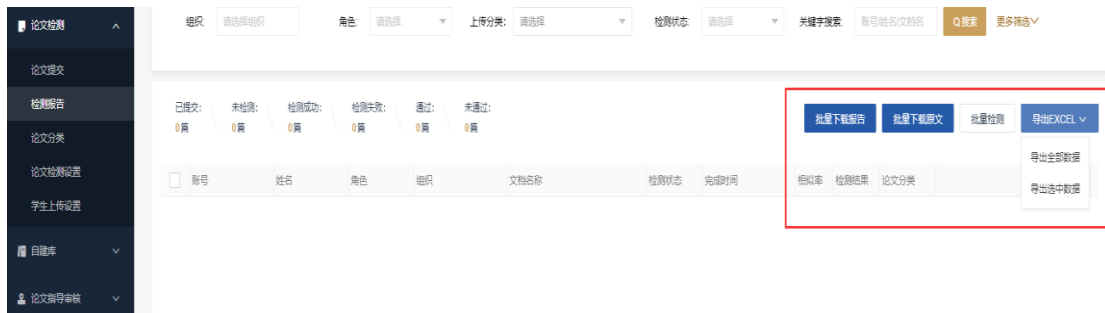 论文检测
论文提交
检测报告
论文分类
论文检测设置
学生上传设置
自建库
论文指导审核
组织: 请选择组织 角色: 请选择 上传分类: 请选择 检测状态: 请选择 关键字搜索: 账号/姓名/文档名 搜索 更多筛选
已提交: 未检测: 检测成功: 检测失败: 通过: 未通过:
0篇 0篇 0篇 0篇 0篇 0篇
批量下载报告 批量下载原文 批量检测 导出EXCEL
导出全部数据
导出选中数据
账号 姓名 角色 组织 文档名称 检测状态 完成时间 相似率 检测结果 论文分类